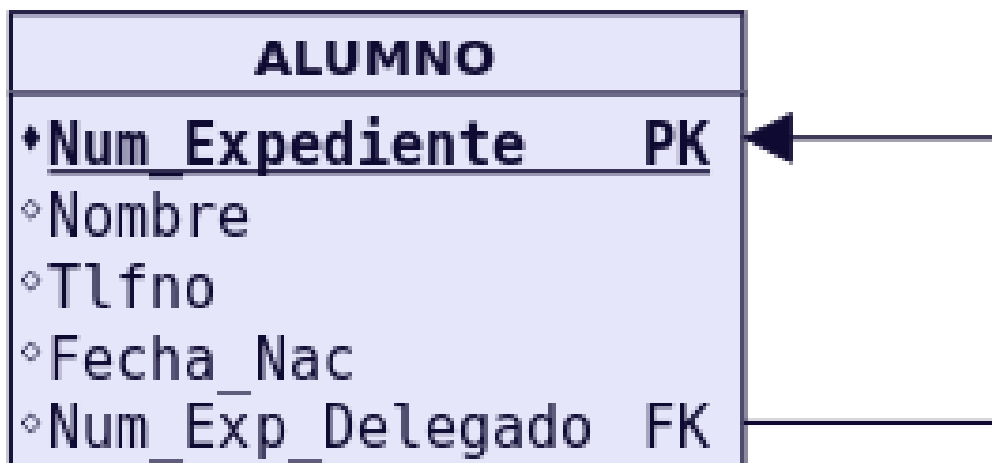 ALUMNO
Num_Expediente PK
Nombre
Tlfno
Fecha_Nac
Num_Exp_Delegado FK